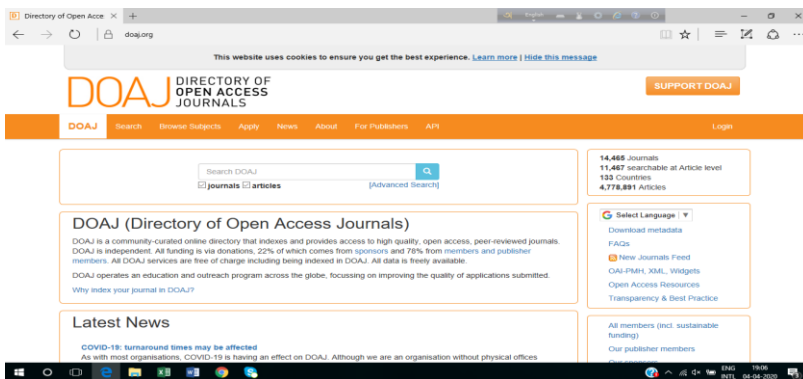 Directory of Open Acce
English
doaj.org
This website uses cookies to ensure you get the best experience. Learn more | Hide this message
DOAJ DIRECTORY OF
OPEN ACCESS
JOURNALS
SUPPORT DOAJ
DOAJ Search Browse Subjects Apply News About For Publishers API Login
Search DOAJ
journals articles [Advanced Search]
14,465 Journals
11,467 searchable at Article level
133 Countries
4,778,891 Articles
DOAJ (Directory of Open Access Journals)
DOAJ is a community-curated online directory that indexes and provides access to high quality, open access, peer-reviewed journals.
DOAJ is independent. All funding is via donations, 22% of which comes from sponsors and 78% from members and publisher
members. All DOAJ services are free of charge including being indexed in DOAJ. All data is freely available.
DOAJ operates an education and outreach program across the globe, focussing on improving the quality of applications submitted.
Why index your journal in DOAJ?
Select Language
Download metadata
FAQs
New Journals Feed
OAI-PMH, XML, Widgets
Open Access Resources
Transparency & Best Practice
Latest News
COVID-19: turnaround times may be affected
As with most organisations, COVID-19 is having an effect on DOAJ. Although we are an organisation without physical offices
All members (incl. sustainable
funding)
Our publisher members
ENG 19:06
INTL 04-04-2020